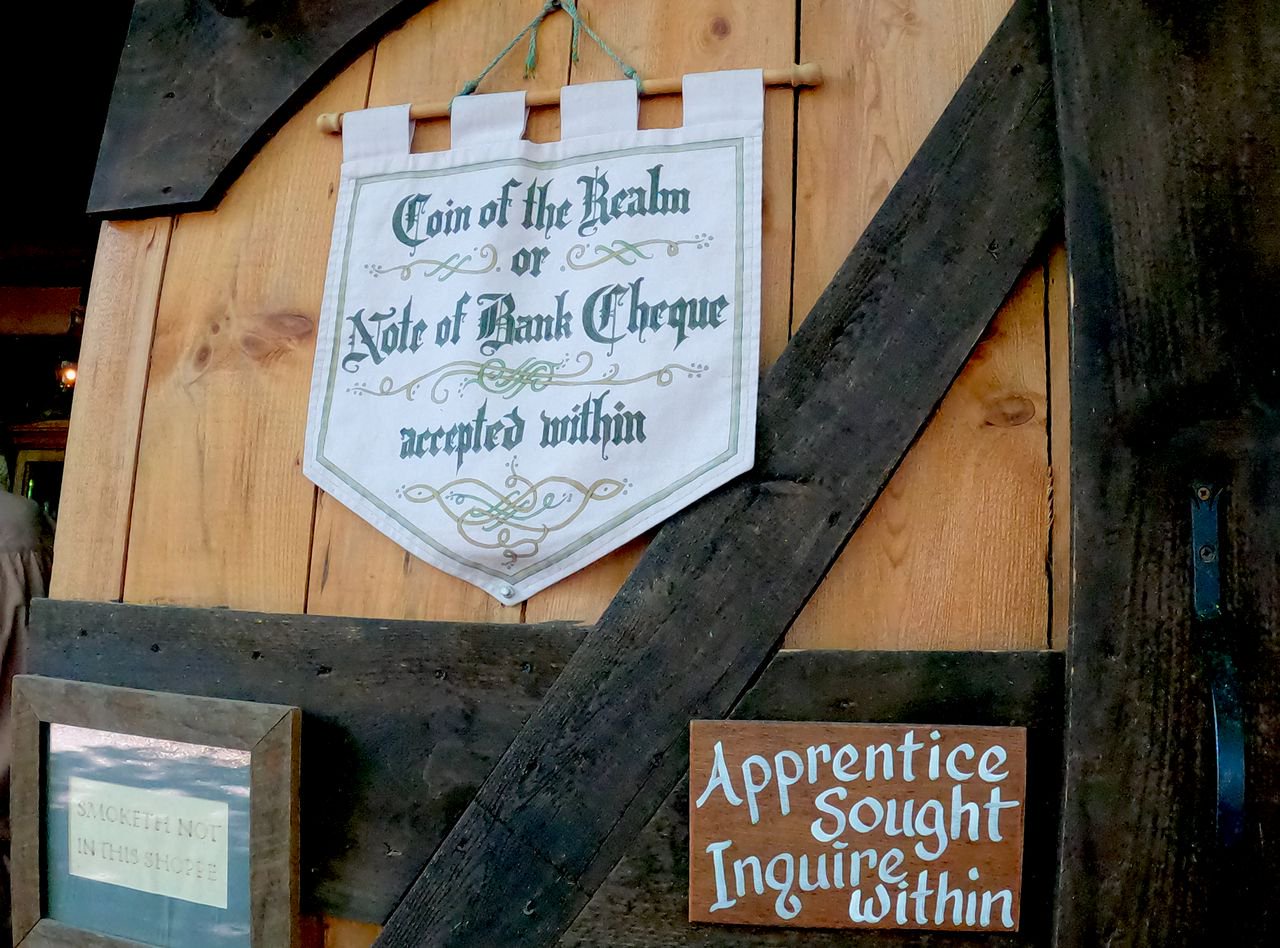 Coin of the Realm
or
Note of Bank Cheque
accepted within
SMOKETH NOT
IN THIS SHOPPE
Apprentice
Sought
Inquire
within